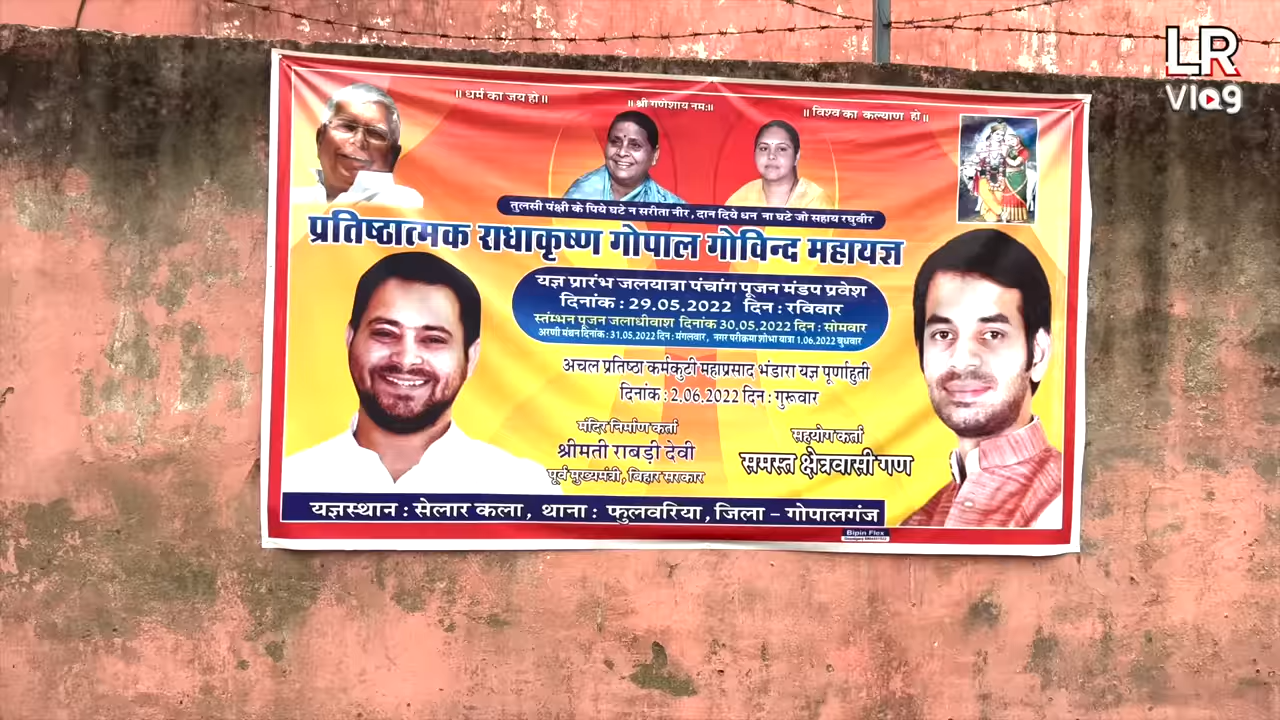 LR
vlog
॥ धर्म का जय हो॥
॥ श्री गणेशाय नमः॥
॥ विश्व का कल्याण हो॥
तुलसी पंक्षी के पिये घटे न सरीता नीर, दान दिये धन ना घटे जो सहाय रघुवीर
प्रतिष्ठात्मक राधाकृष्ण गोपाल गोविन्द महायज्ञ
यज्ञ प्रारंभ जलयात्रा पंचांग पूजन मंडप प्रवेश
दिनांक : 29.05.2022 दिन : रविवार
स्तंम्भन पूजन जलाधीवाश दिनांक 30.05.2022 दिन : सोमवार
अरणी मंथन दिनांक : 31.05.2022 दिन : मंगलवार, नगर परीक्रमा शोभा यात्रा 1.06.2022 बुधवार
अचल प्रतिष्ठा कर्मकुटी महाप्रसाद भंडारा यज्ञ पूर्णाहुती
दिनांक : 2.06.2022 दिन : गुरूवार
मंदिर निर्माण कर्ता
श्रीमती राबड़ी देवी
पूर्व मुख्यमंत्री, बिहार सरकार
सहयोग कर्ता
समस्त क्षेत्रवासी गण
यज्ञस्थान : सेलार कला, थाना : फुलवरिया, जिला – गोपालगंज
Bipin Flex